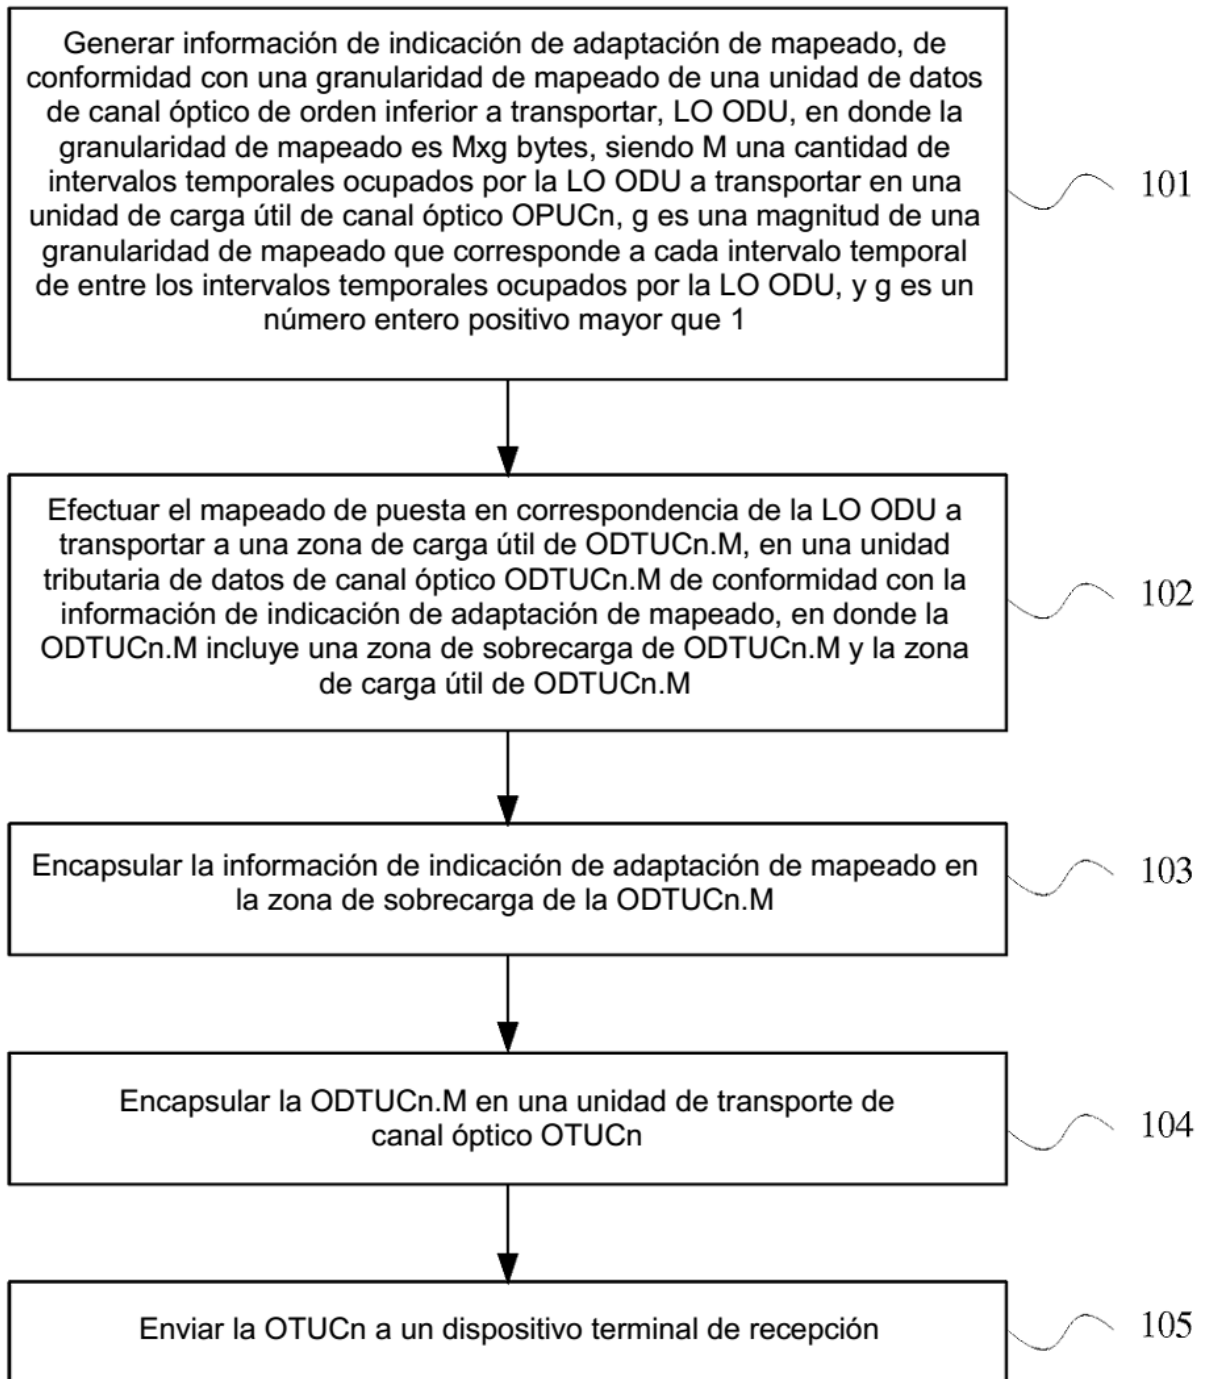 Generar información de indicación de adaptación de mapeado, de
conformidad con una granularidad de mapeado de una unidad de datos
de canal óptico de orden inferior a transportar, LO ODU, en donde la
granularidad de mapeado es Mxg bytes, siendo M una cantidad de
intervalos temporales ocupados por la LO ODU a transportar en una
unidad de carga útil de canal óptico OPUCn, g es una magnitud de una
granularidad de mapeado que corresponde a cada intervalo temporal
de entre los intervalos temporales ocupados por la LO ODU, y g es un
número entero positivo mayor que 1
101
Efectuar el mapeado de puesta en correspondencia de la LO ODU a
transportar a una zona de carga útil de ODTUCn.M, en una unidad
tributaria de datos de canal óptico ODTUCn.M de conformidad con la
información de indicación de adaptación de mapeado, en donde la
ODTUCn.M incluye una zona de sobrecarga de ODTUCn.M y la zona
de carga útil de ODTUCn.M
102
Encapsular la información de indicación de adaptación de mapeado en
la zona de sobrecarga de la ODTUCn.M
103
Encapsular la ODTUCn.M en una unidad de transporte de
canal óptico OTUCn
104
Enviar la OTUCn a un dispositivo terminal de recepción
105